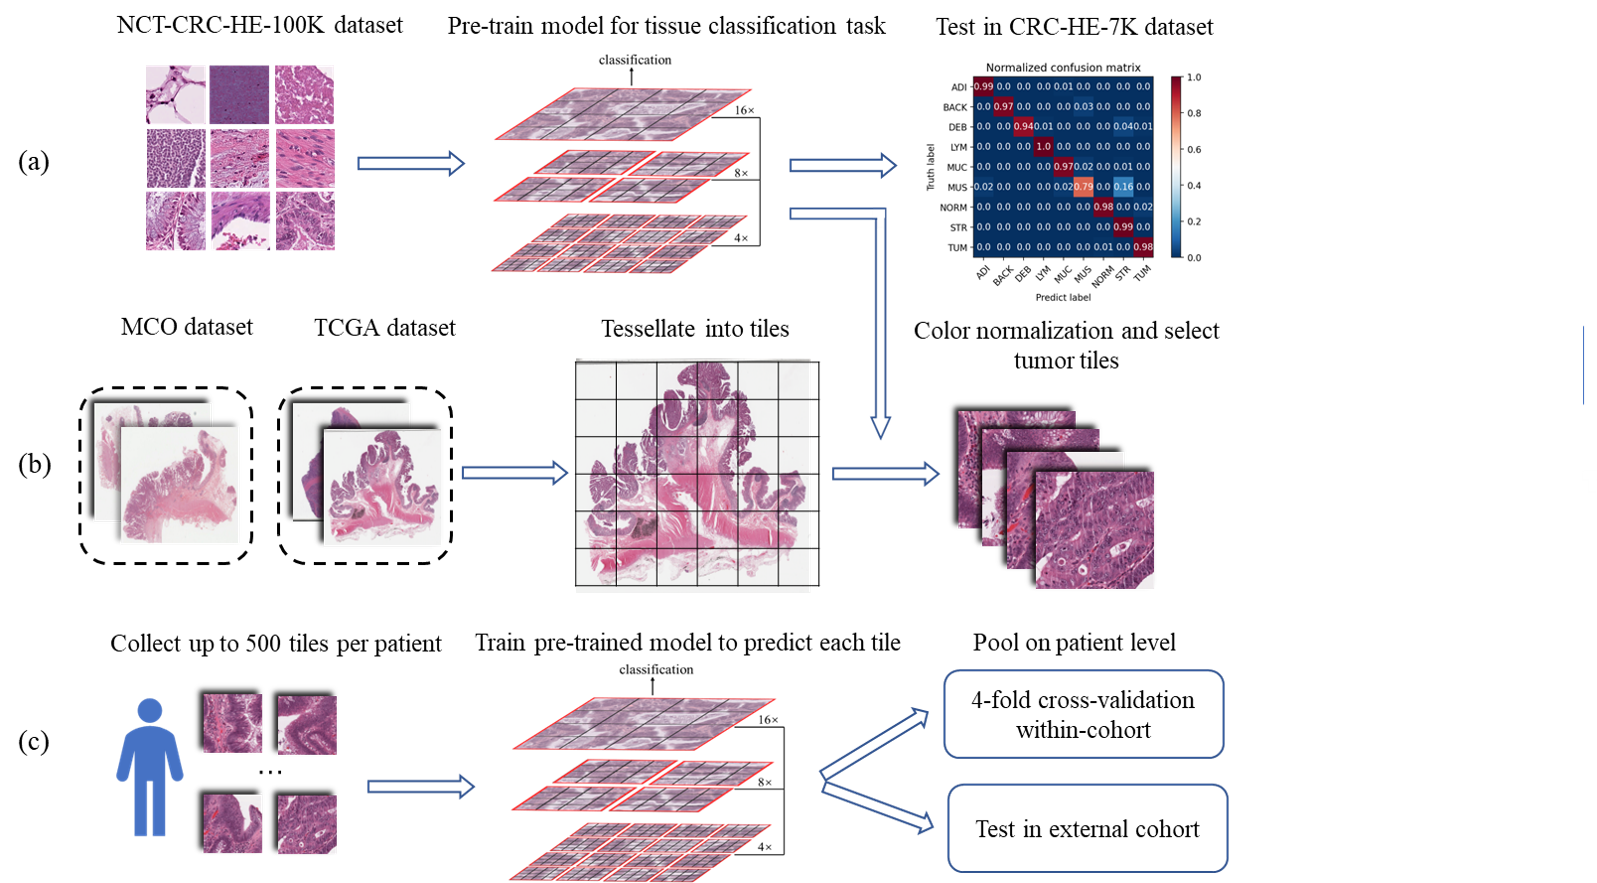 NCT-CRC-HE-100K dataset
Pre-train model for tissue classification task
Test in CRC-HE-7K dataset
(a)
classification
16×
8×
4×
Normalized confusion matrix
Truth label
ADI 0.99 0.0 0.0 0.0 0.01 0.0 0.0 0.0 0.0
BACK 0.0 0.97 0.0 0.0 0.0 0.03 0.0 0.0 0.0
DEB 0.0 0.0 0.94 0.01 0.0 0.0 0.0 0.04 0.01
LYM 0.0 0.0 0.0 1.0 0.0 0.0 0.0 0.0 0.0
MUC 0.0 0.0 0.0 0.0 0.97 0.02 0.0 0.01 0.0
MUS 0.02 0.0 0.0 0.0 0.02 0.79 0.0 0.16 0.0
NORM 0.0 0.0 0.0 0.0 0.0 0.0 0.98 0.0 0.02
STR 0.0 0.0 0.0 0.0 0.0 0.0 0.0 0.99 0.0
TUM 0.0 0.0 0.0 0.0 0.0 0.0 0.01 0.0 0.98
ADI BACK DEB LYM MUC MUS NORM STR TUM
Predict label
1.0
0.8
0.6
0.4
0.2
0.0
MCO dataset
TCGA dataset
Tessellate into tiles
Color normalization and select
tumor tiles
(b)
Collect up to 500 tiles per patient
Train pre-trained model to predict each tile
Pool on patient level
(c)
...
classification
16×
8×
4×
4-fold cross-validation
within-cohort
Test in external cohort